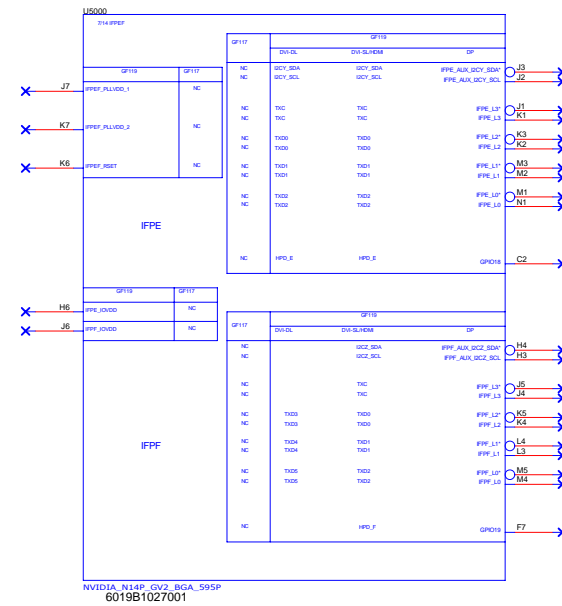 U5000
7/14 IFPEF
GF117 GF119
DVI-DL DVI-SL/HDMI DP
NC I2CY_SDA I2CY_SDA IFPE_AUX_I2CY_SDA* J3
NC I2CY_SCL I2CY_SCL IFPE_AUX_I2CY_SCL J2
GF119 GF117
J7 IFPEF_PLLVDD_1 NC
NC TXC TXC IFPE_L3* J1
NC TXC TXC IFPE_L3 K1
K7 IFPEF_PLLVDD_2 NC
NC TXD0 TXD0 IFPE_L2* K3
NC TXD0 TXD0 IFPE_L2 K2
K6 IFPEF_RSET NC
NC TXD1 TXD1 IFPE_L1* M3
NC TXD1 TXD1 IFPE_L1 M2
NC TXD2 TXD2 IFPE_L0* M1
NC TXD2 TXD2 IFPE_L0 N1
IFPE
NC HPD_E HPD_E GPIO18 C2
GF119 GF117
H6 IFPE_IOVDD NC
J6 IFPF_IOVDD NC
GF117 GF119
DVI-DL DVI-SL/HDMI DP
NC I2CZ_SDA IFPF_AUX_I2CZ_SDA* H4
NC I2CZ_SCL IFPF_AUX_I2CZ_SCL H3
NC TXC IFPF_L3* J5
NC TXC IFPF_L3 J4
NC TXD3 TXD0 IFPF_L2* K5
NC TXD3 TXD0 IFPF_L2 K4
IFPF
NC TXD4 TXD1 IFPF_L1* L4
NC TXD4 TXD1 IFPF_L1 L3
NC TXD5 TXD2 IFPF_L0* M5
NC TXD5 TXD2 IFPF_L0 M4
NC HPD_F GPIO19 F7
NVIDIA_N14P_GV2_BGA_595P
6019B1027001